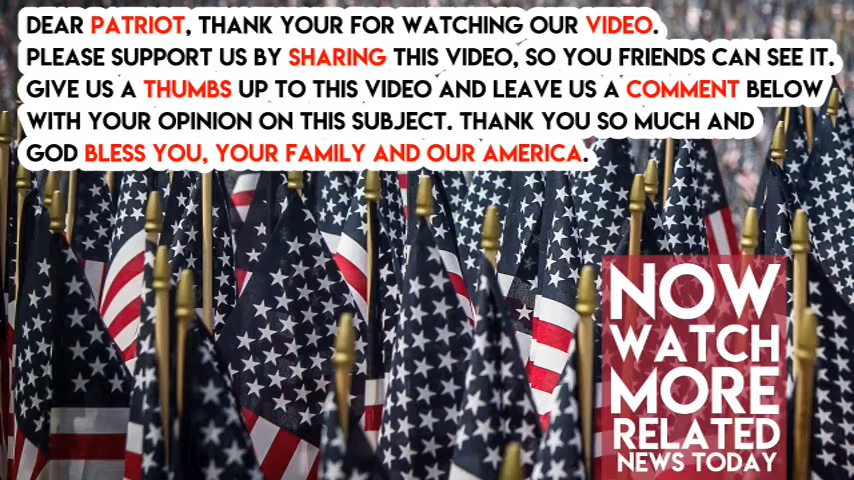 DEAR PATRIOT, THANK YOUR FOR WATCHING OUR VIDEO.
PLEASE SUPPORT US BY SHARING THIS VIDEO, SO YOU FRIENDS CAN SEE IT.
GIVE US A THUMBS UP TO THIS VIDEO AND LEAVE US A COMMENT BELOW
WITH YOUR OPINION ON THIS SUBJECT. THANK YOU SO MUCH AND
GOD BLESS YOU, YOUR FAMILY AND OUR AMERICA.
NOW
WATCH
MORE
RELATED
NEWS TODAY